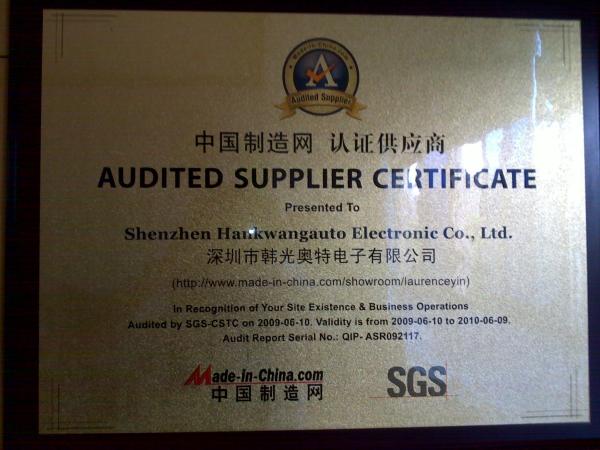 Made-in-China.com
A
Audited Supplier
中国制造网 认证供应商
AUDITED SUPPLIER CERTIFICATE
Presented To
Shenzhen Hankwangauto Electronic Co., Ltd.
深圳市韩光奥特电子有限公司
(http://www.made-in-china.com/showroom/laurenceyin)
In Recognition of Your Site Existence & Business Operations
Audited by SGS-CSTC on 2009-06-10. Validity is from 2009-06-10 to 2010-06-09.
Audit Report Serial No.: QIP- ASR092117.
Made-in-China.com
中国制造网
SGS